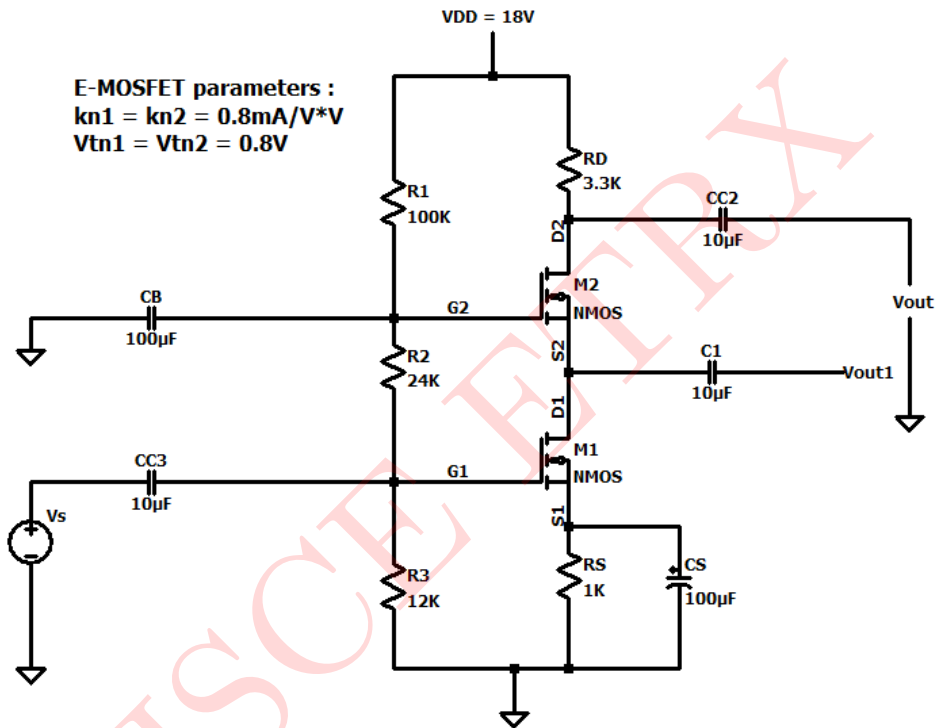 VDD = 18V
E-MOSFET parameters :
kn1 = kn2 = 0.8mA/V*V
Vtn1 = Vtn2 = 0.8V
RD
3.3K
R1
100K
D2
CC2
10µF
M2
NMOS
CB
100µF
G2
Vout
S2
R2
24K
C1
10µF
Vout1
D1
M1
NMOS
CC3
10µF
G1
Vs
S1
R3
12K
RS
1K
CS
100µF
SCE ETRX